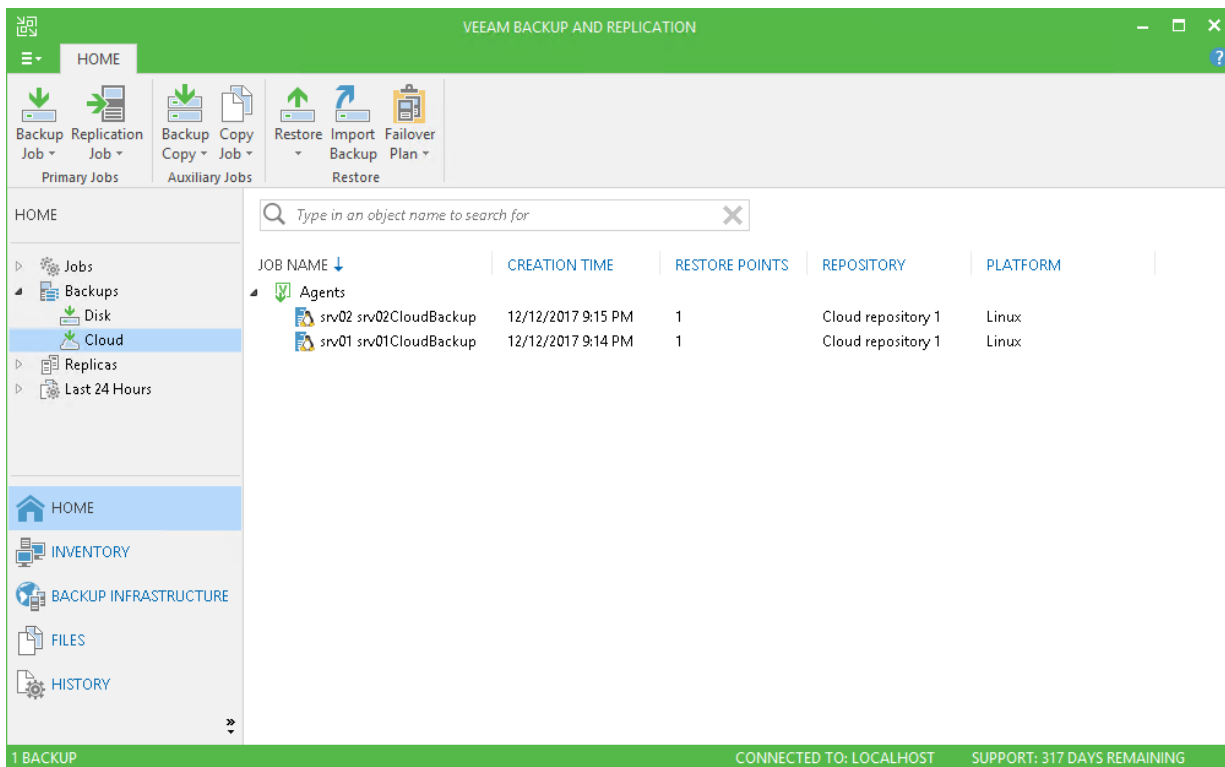 VEEAM BACKUP AND REPLICATION
HOME
Backup Job
Replication Job
Backup Copy
Copy Job
Restore
Import Backup
Failover Plan
Primary Jobs
Auxiliary Jobs
Restore
HOME
Type in an object name to search for
Jobs
Backups
Disk
Cloud
Replicas
Last 24 Hours
JOB NAME CREATION TIME RESTORE POINTS REPOSITORY PLATFORM
Agents
srv02 srv02CloudBackup 12/12/2017 9:15 PM 1 Cloud repository 1 Linux
srv01 srv01CloudBackup 12/12/2017 9:14 PM 1 Cloud repository 1 Linux
HOME
INVENTORY
BACKUP INFRASTRUCTURE
FILES
HISTORY
1 BACKUP CONNECTED TO: LOCALHOST SUPPORT: 317 DAYS REMAINING